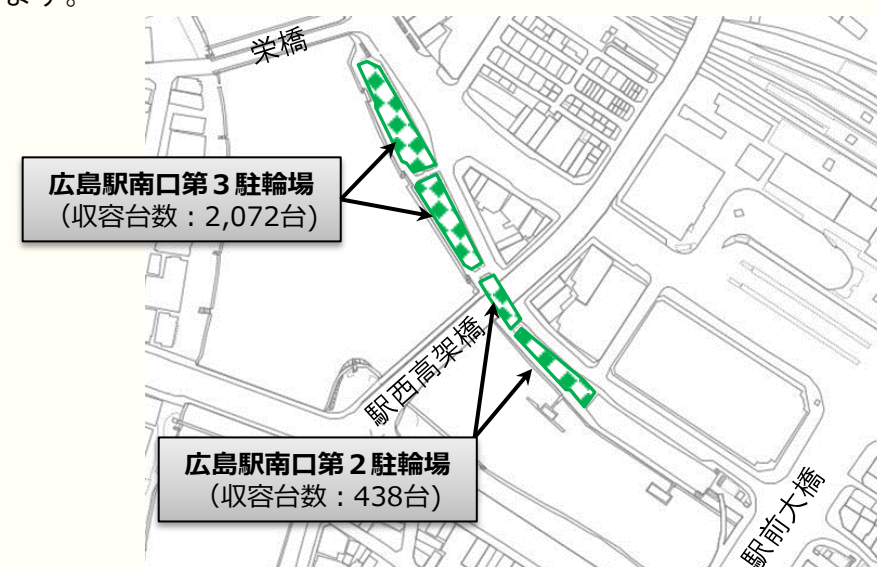 ます。
栄橋
広島駅南口第３駐輪場
（収容台数：2,072台)
駅西高架橋
広島駅南口第２駐輪場
（収容台数：438台)
駅前大橋